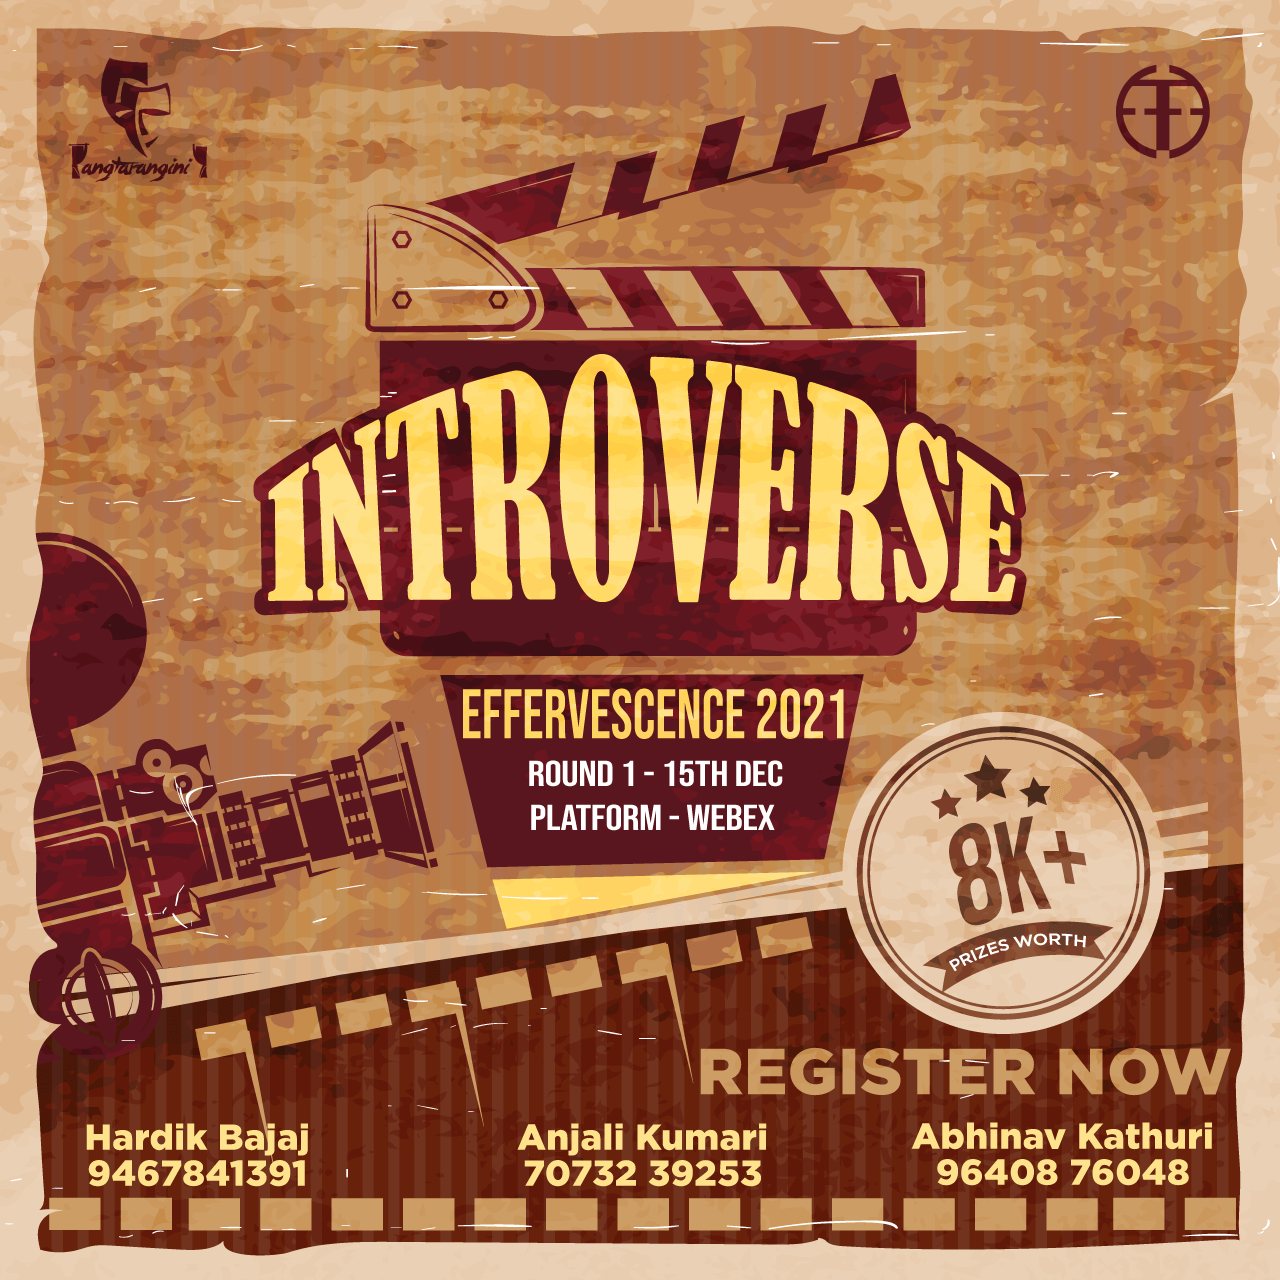 Rangtarangini
INTROVERSE
EFFERVESCENCE 2021
ROUND 1 - 15TH DEC
PLATFORM - WEBEX
8K+
PRIZES WORTH
REGISTER NOW
Hardik Bajaj
9467841391
Anjali Kumari
70732 39253
Abhinav Kathuri
96408 76048